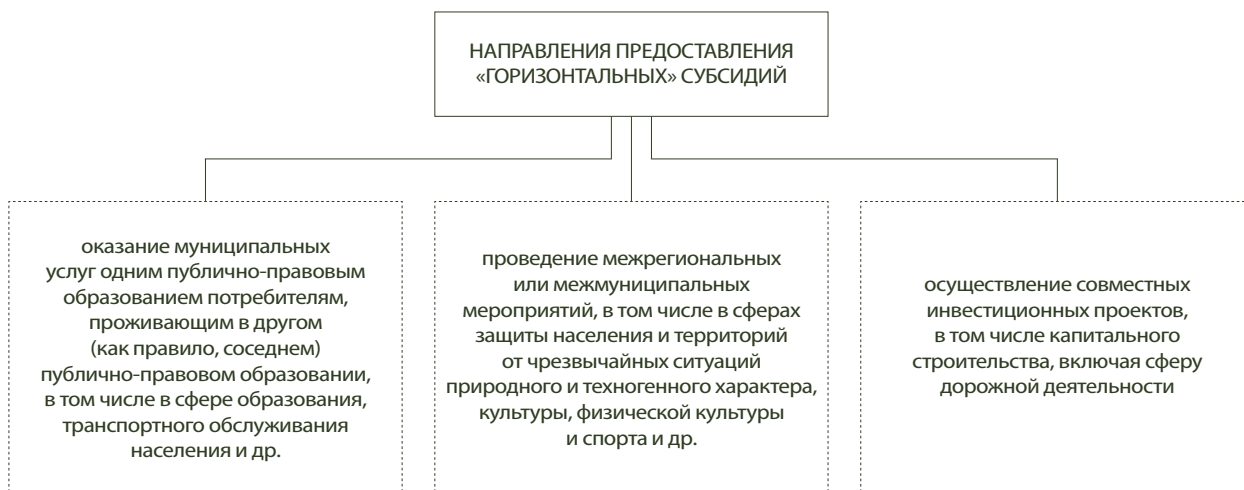 НАПРАВЛЕНИЯ ПРЕДОСТАВЛЕНИЯ
«ГОРИЗОНТАЛЬНЫХ» СУБСИДИЙ
оказание муниципальных
услуг одним публично-правовым
образованием потребителям,
проживающим в другом
(как правило, соседнем)
публично-правовом образовании,
в том числе в сфере образования,
транспортного обслуживания
населения и др.
проведение межрегиональных
или межмуниципальных
мероприятий, в том числе в сферах
защиты населения и территорий
от чрезвычайных ситуаций
природного и техногенного характера,
культуры, физической культуры
и спорта и др.
осуществление совместных
инвестиционных проектов,
в том числе капитального
строительства, включая сферу
дорожной деятельности